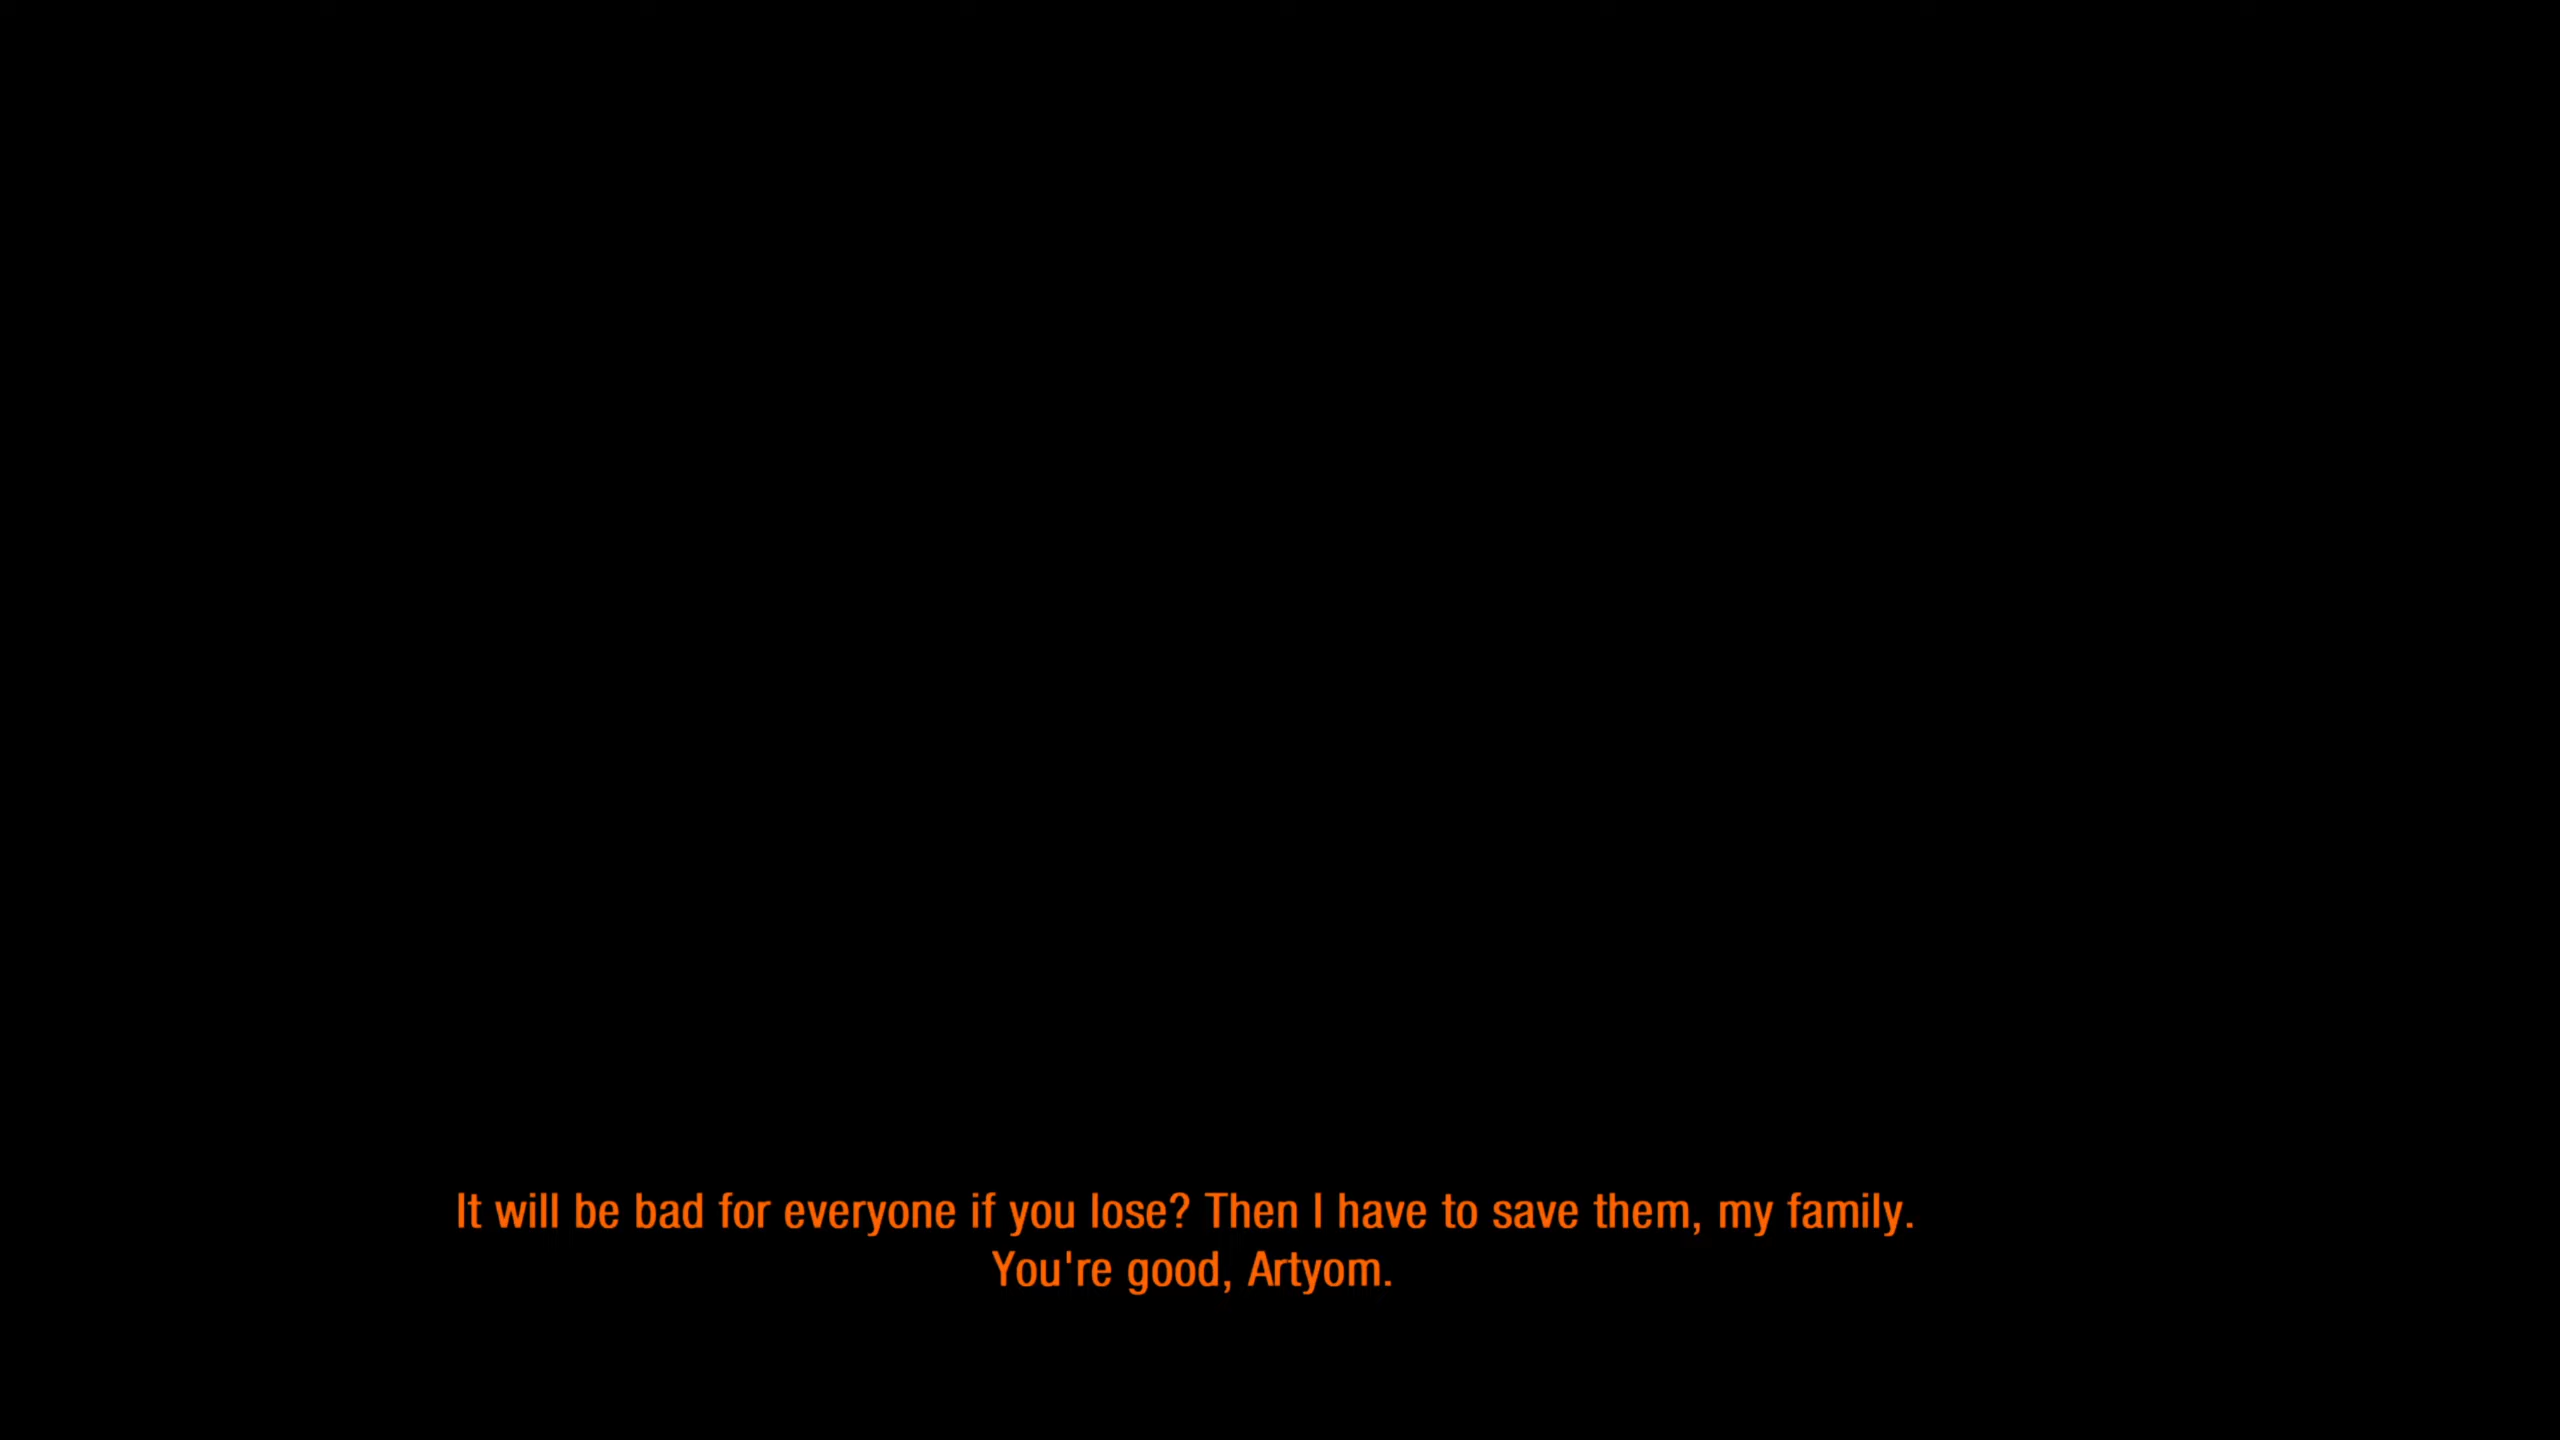 It will be bad for everyone if you lose? Then I have to save them, my family.
You're good, Artyom.